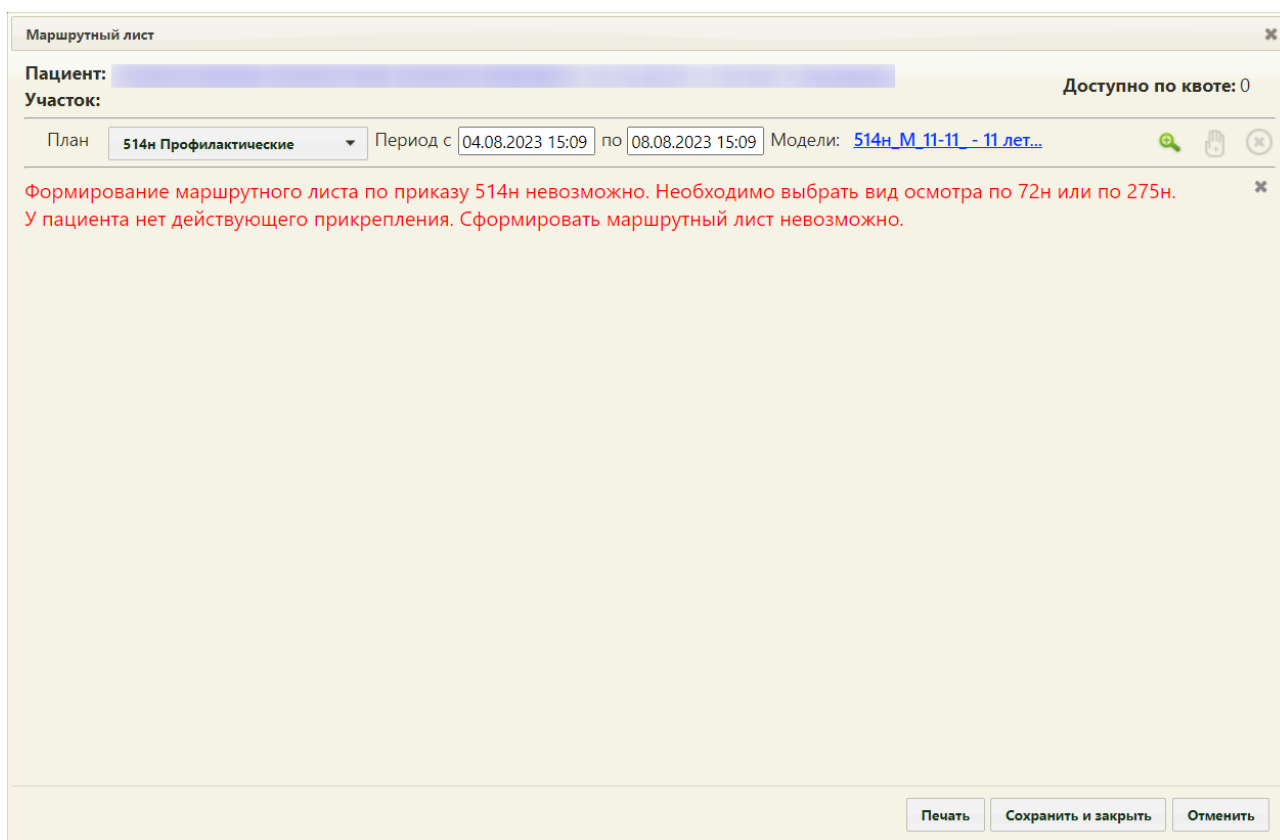 Маршрутный лист
Пациент:
Участок:
Доступно по квоте: 0
План 514н Профилактические Период с 04.08.2023 15:09 по 08.08.2023 15:09 Модели: 514н_М_11-11_ - 11 лет...
Формирование маршрутного листа по приказу 514н невозможно. Необходимо выбрать вид осмотра по 72н или по 275н.
У пациента нет действующего прикрепления. Сформировать маршрутный лист невозможно.
Печать Сохранить и закрыть Отменить